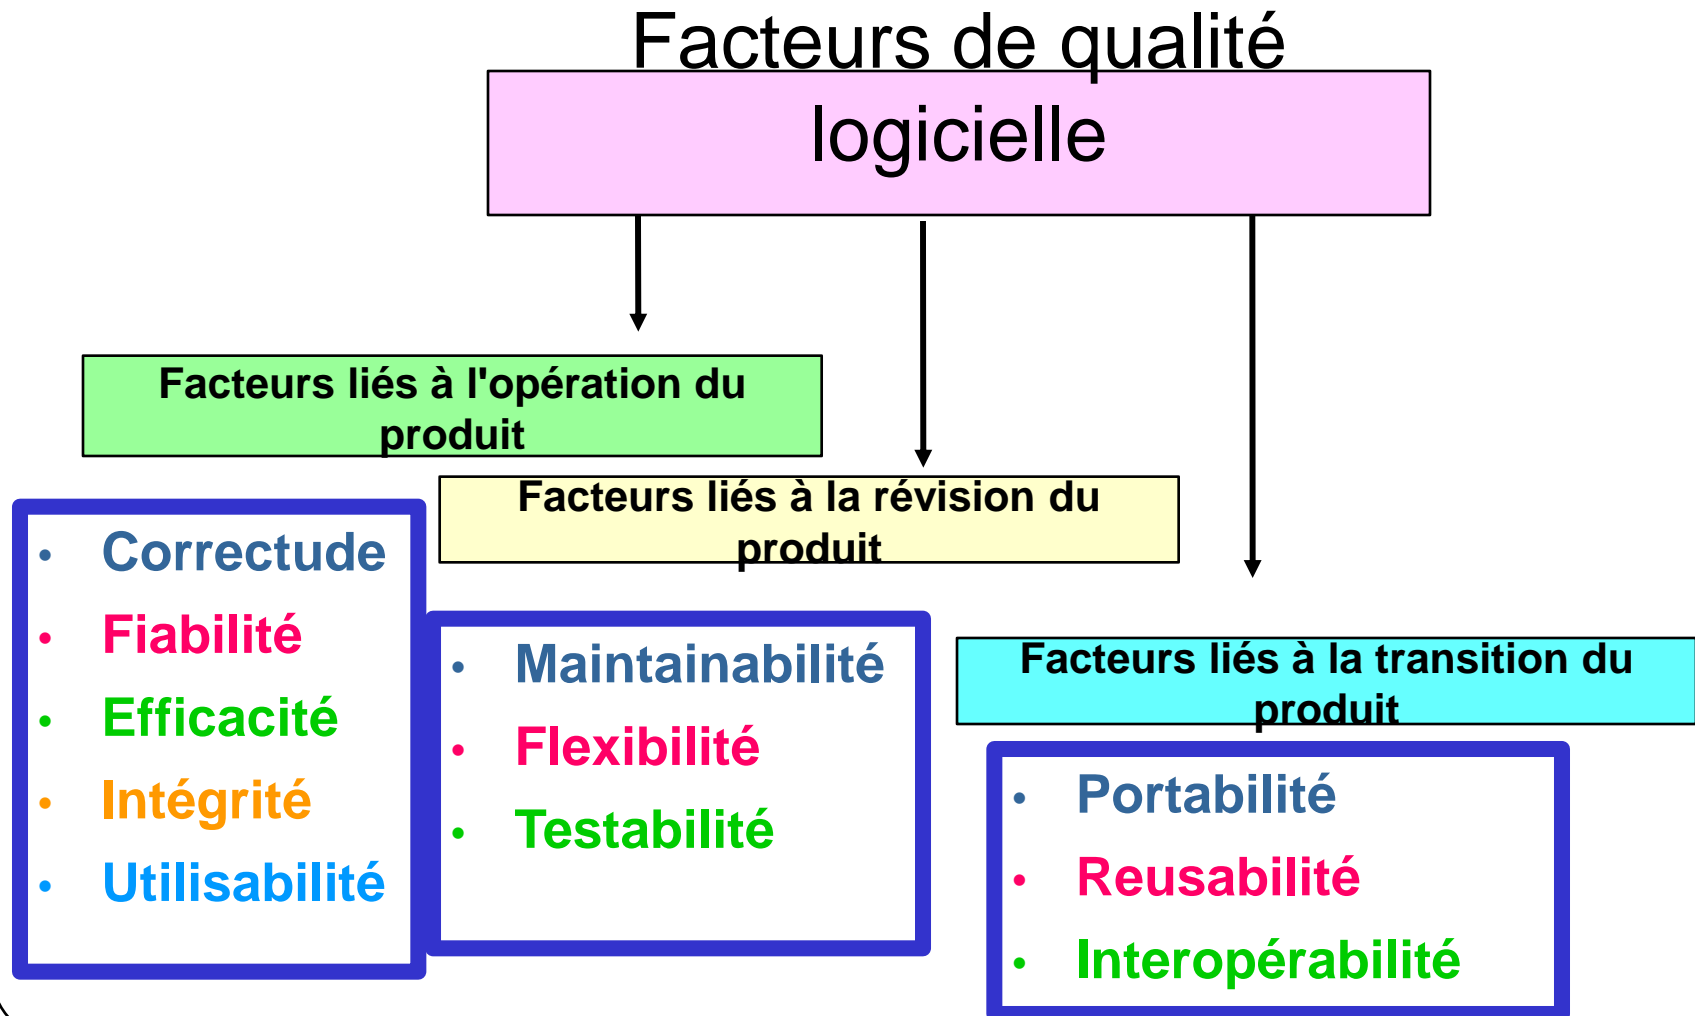 Facteurs de qualité
logicielle
Facteurs liés à l'opération du
produit
• Correctude
• Fiabilité
• Efficacité
• Intégrité
• Utilisabilité
Facteurs liés à la révision du
produit
• Maintainabilité
• Flexibilité
• Testabilité
Facteurs liés à la transition du
produit
• Portabilité
• Reusabilité
• Interopérabilité